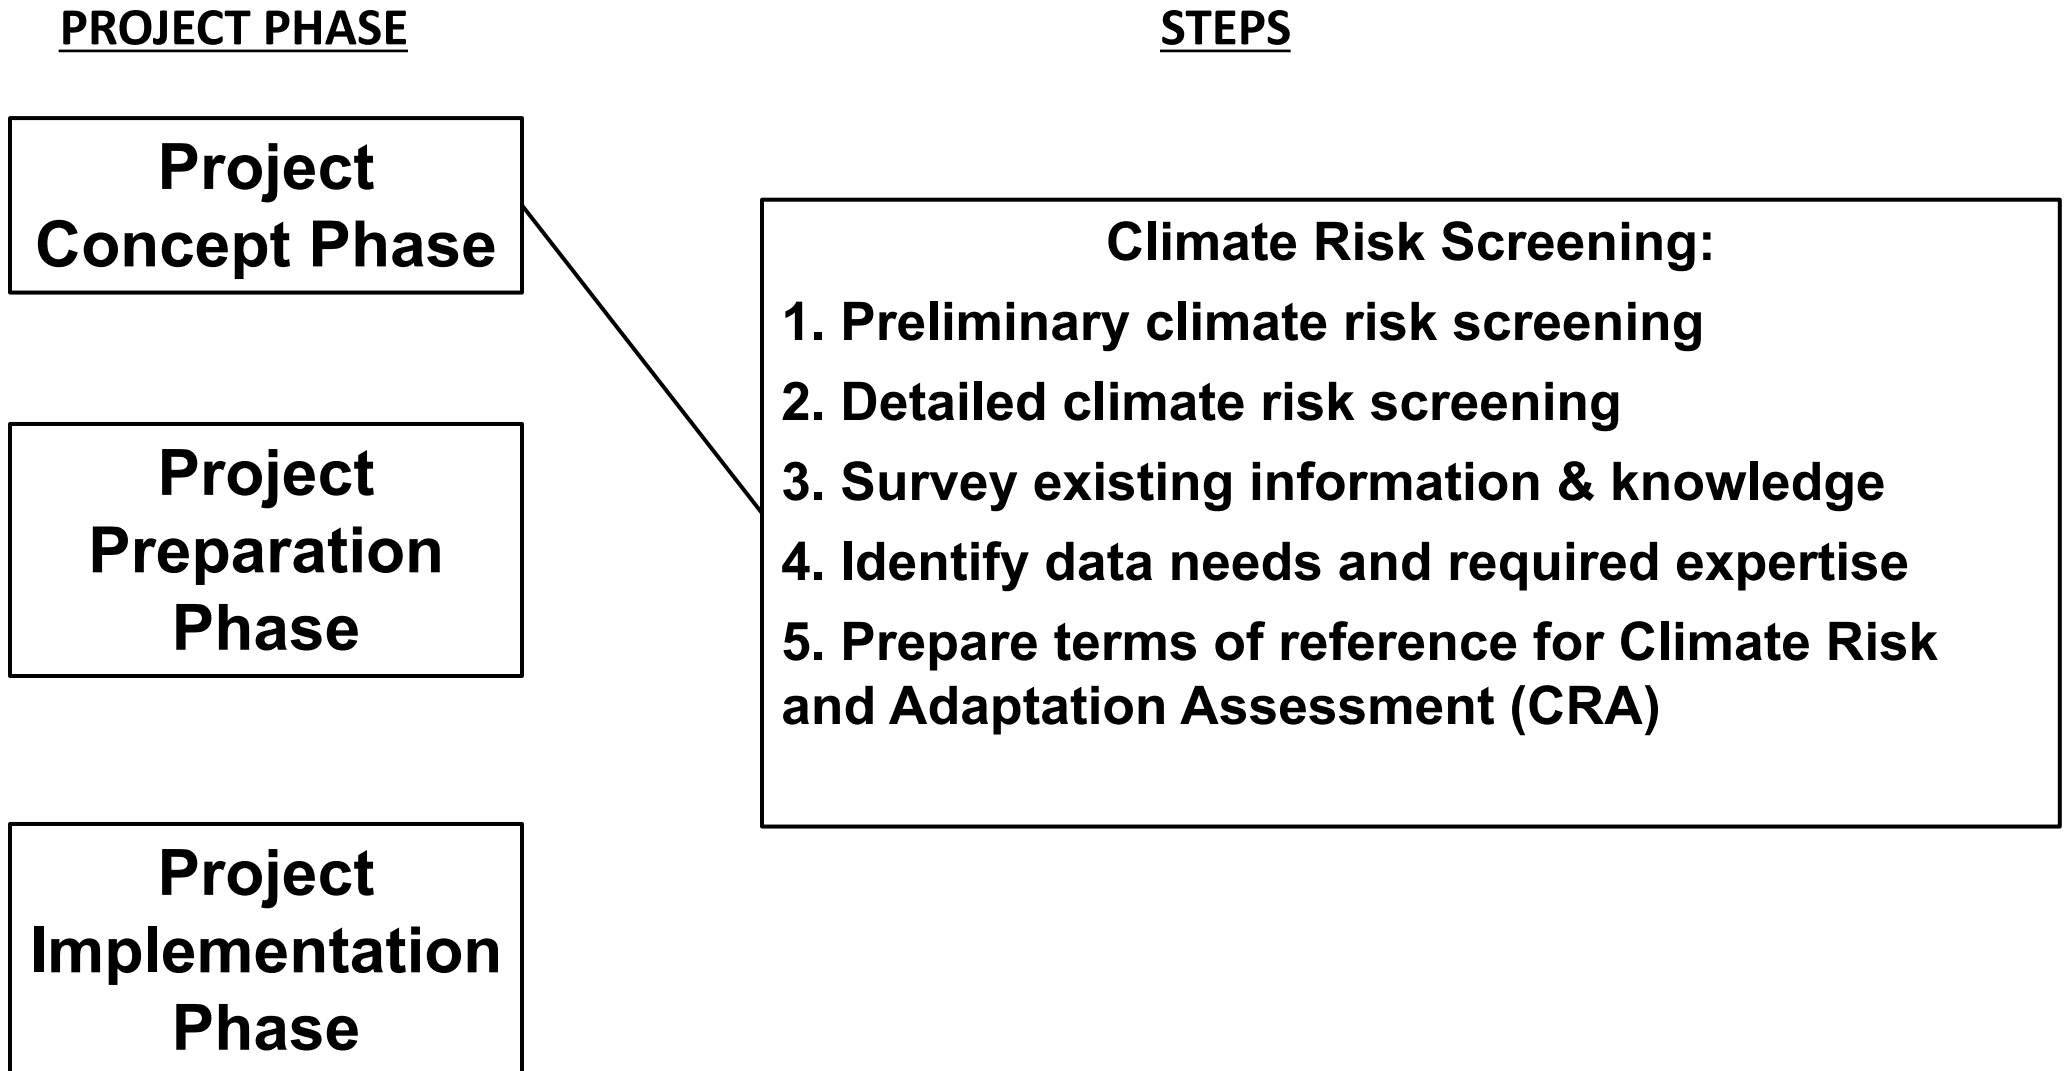 PROJECT PHASE
STEPS
Project
Concept Phase
Project
Preparation
Phase
Project
Implementation
Phase
Climate Risk Screening:
1. Preliminary climate risk screening
2. Detailed climate risk screening
3. Survey existing information & knowledge
4. Identify data needs and required expertise
5. Prepare terms of reference for Climate Risk
and Adaptation Assessment (CRA)